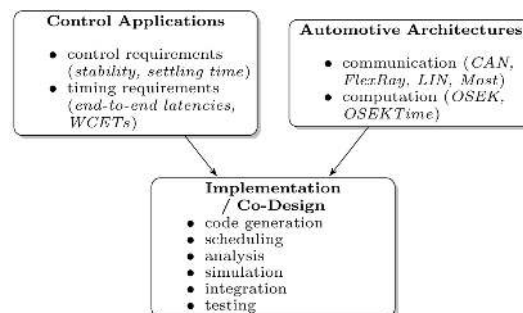 Control Applications
• control requirements
(stability, settling time)
• timing requirements
(end-to-end latencies,
WCETs)
Automotive Architectures
• communication (CAN,
FlexRay, LIN, Most)
• computation (OSEK,
OSEKTime)
Implementation
/ Co-Design
• code generation
• scheduling
• analysis
• simulation
• integration
• testing